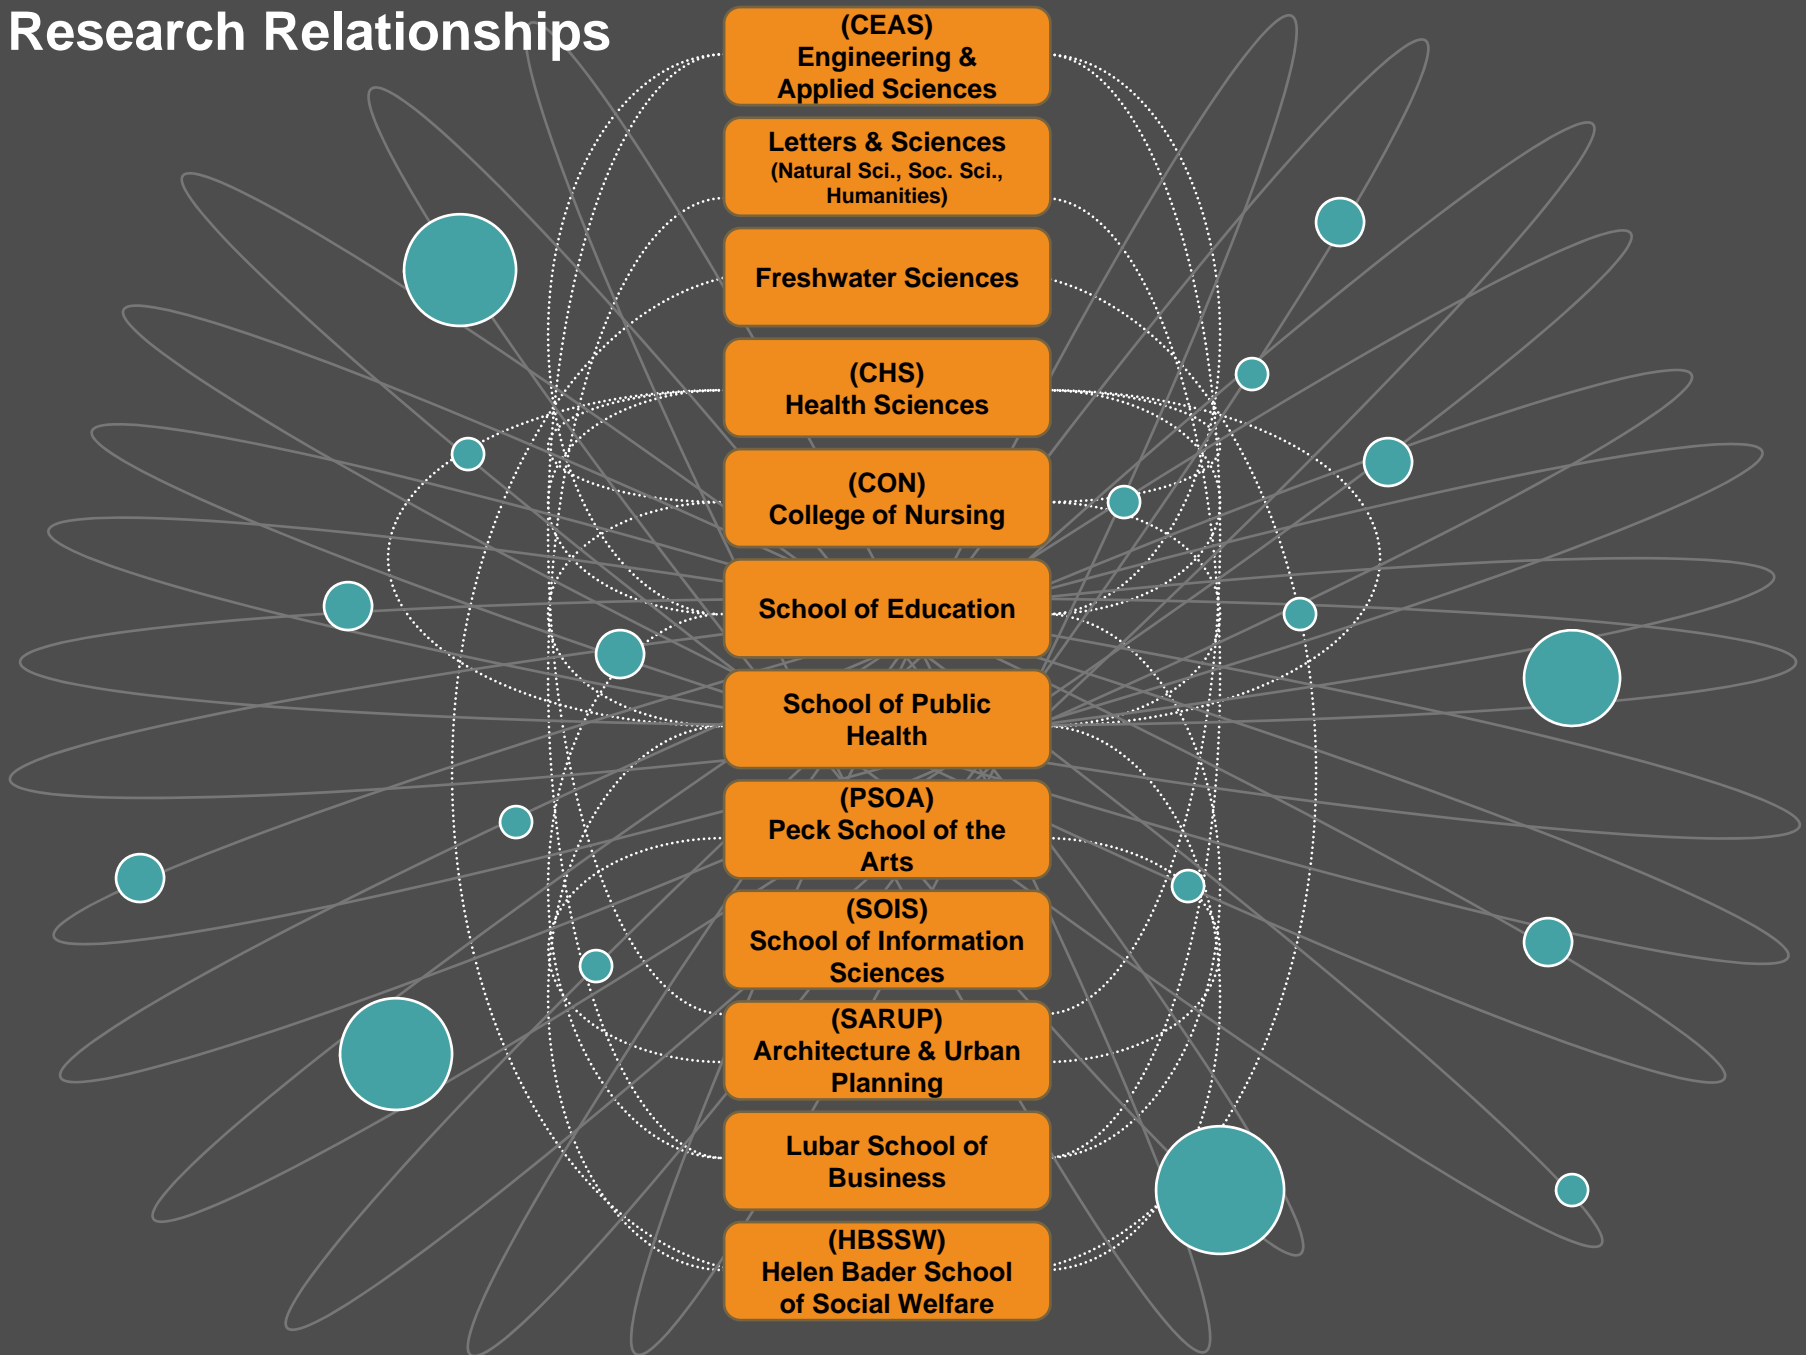 Research Relationships
(CEAS)
Engineering &
Applied Sciences
Letters & Sciences
(Natural Sci., Soc. Sci.,
Humanities)
Freshwater Sciences
(CHS)
Health Sciences
(CON)
College of Nursing
School of Education
School of Public
Health
(PSOA)
Peck School of the
Arts
(SOIS)
School of Information
Sciences
(SARUP)
Architecture & Urban
Planning
Lubar School of
Business
(HBSSW)
Helen Bader School
of Social Welfare